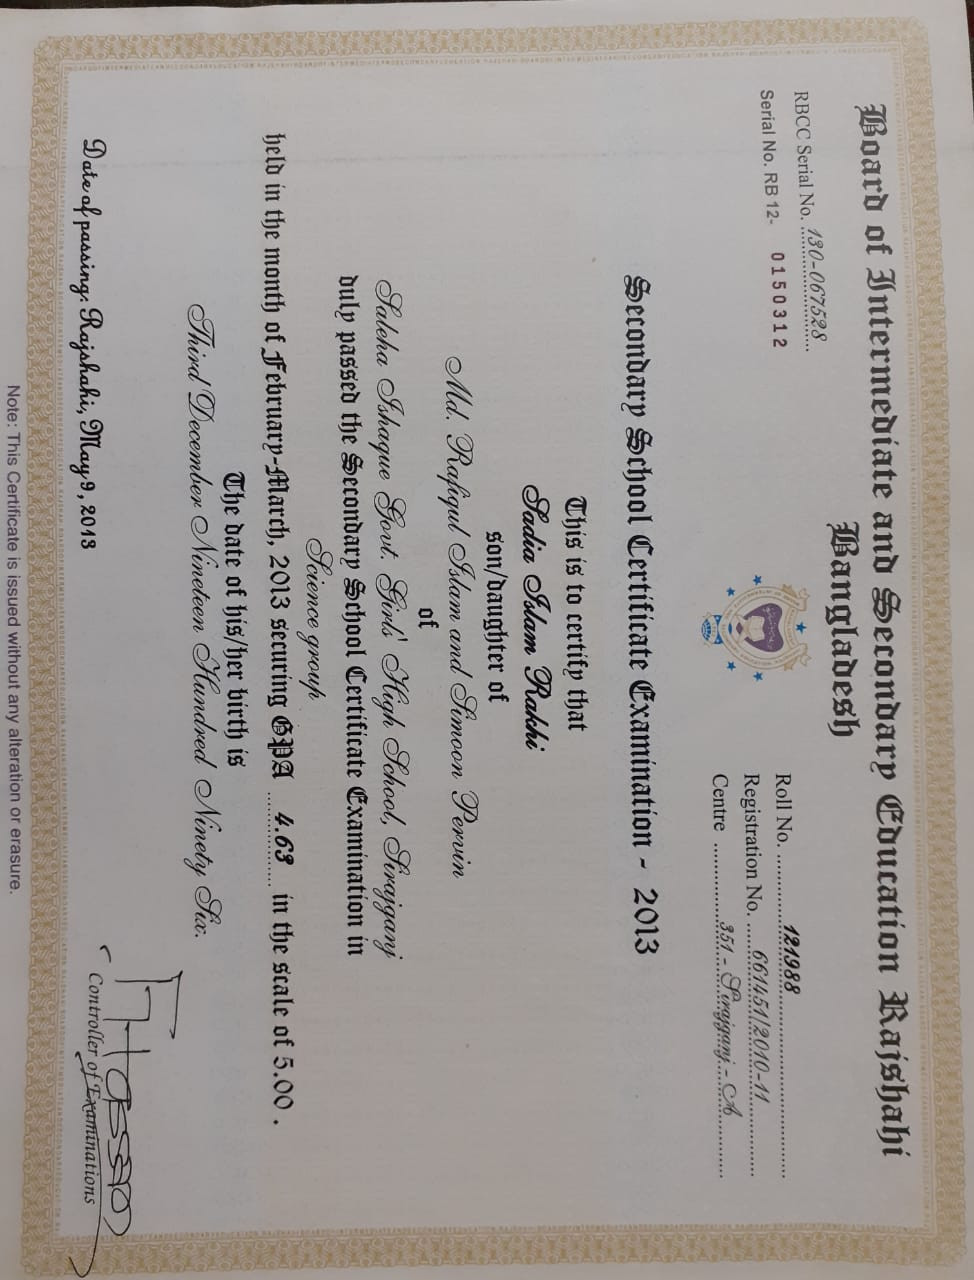 Board of Intermediate and Secondary Education Rajshahi
Bangladesh
RBCC Serial No. 130-067528
Serial No. RB 12- 0150312
Roll No. 121988
Registration No. 661451/2010-11
Centre 351 - Sirajganj - A
Secondary School Certificate Examination - 2013
This is to certify that
Sadia Islam Rakhi
son/daughter of
Md. Rafiqul Islam and Simoon Pervin
of
Saleha Ishaque Govt. Girls' High School, Sirajganj
duly passed the Secondary School Certificate Examination in
Science group
held in the month of February-March, 2013 securing GPA 4.63 in the scale of 5.00 .
The date of his/her birth is
Third December Nineteen Hundred Ninety Six.
Date of passing: Rajshahi, May 9, 2013
Controller of Examinations
Note: This Certificate is issued without any alteration or erasure.